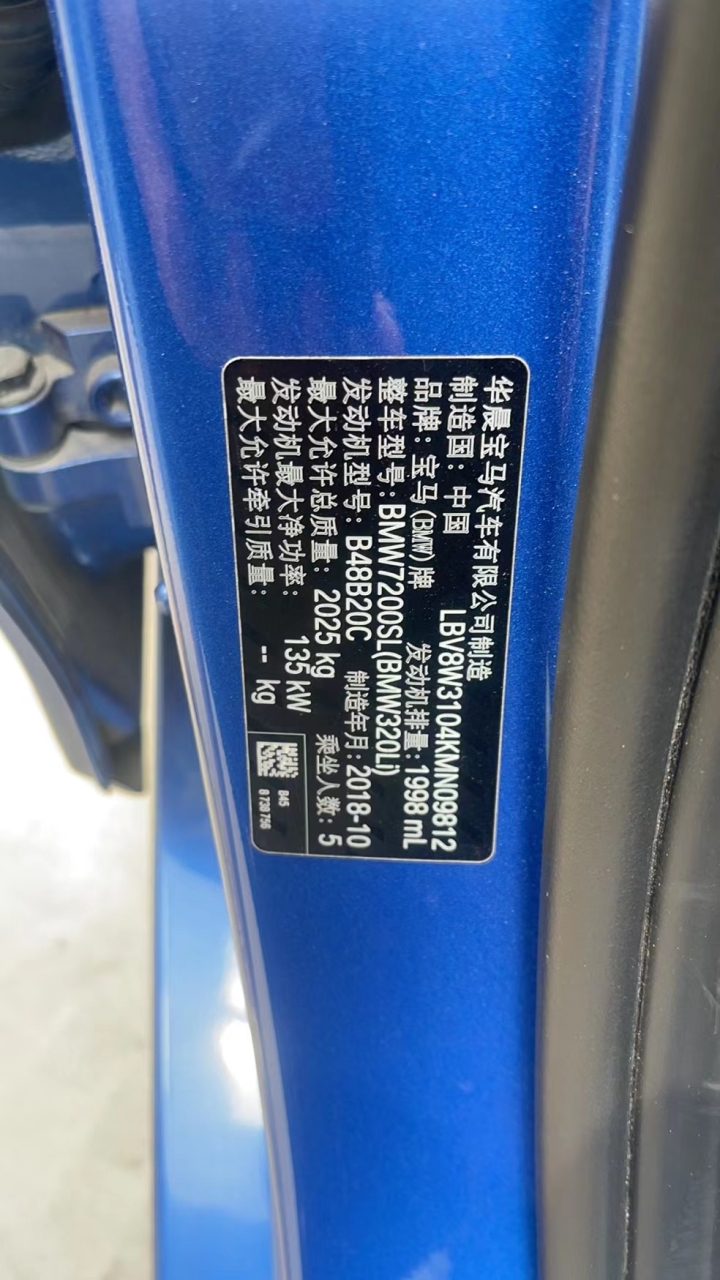 华晨宝马汽车有限公司制造
制造国：中国 LBV8W3104KMN09812
品牌：宝马(BMW)牌 发动机排量：1998 mL
整车型号：BMW7200SL(BMW320Li)
发动机型号：B48B20C 制造年月：2018-10
最大允许总质量：2025 kg 乘坐人数：5
发动机最大净功率：135 kW
最大允许牵引质量：-- kg
B45
8 738 756